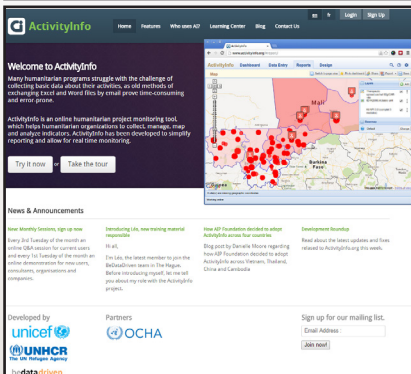 en fr Login Sign Up
ActivityInfo
Home Features Who uses AI? Learning Center Blog Contact Us
Welcome to ActivityInfo
Many humanitarian programs struggle with the challenge of
collecting basic data about their activities, as old methods of
exchanging Excel and Word files by email prove time-consuming
and error-prone.
ActivityInfo is an online humanitarian project monitoring tool,
which helps humanitarian organizations to collect, manage, map
and analyze indicators. ActivityInfo has been developed to simplify
reporting and allow for real time monitoring.
Try it now or Take the tour
ActivityInfo Dashboard Data Entry Reports Design
Mali
Burkina
Faso
News & Announcements
New: Monthly Sessions, sign up now
Every 3rd Tuesday of the month an
online Q&A session for current users
and every 1st Tuesday of the month an
online demonstration for new users,
consultants, organisations and
companies.
Introducing Léa, new training material
responsible
Hi all,
I'm Léa, the latest member to join the
BeDataDriven team in The Hague.
Before introducing myself, let me tell
you about my role with the ActivityInfo
project.
How AIP Foundation decided to adopt
ActivityInfo across four countries
Blog post by Danielle Moore regarding
how AIP Foundation decided to adopt
ActivityInfo across Vietnam, Thailand,
China and Cambodia
Development Roundup
Read about the latest updates and fixes
released to ActivityInfo.org this week.
Developed by
unicef
UNHCR
The UN Refugee Agency
bedatadriven
Partners
OCHA
Sign up for our mailing list.
Email Address
Join now!